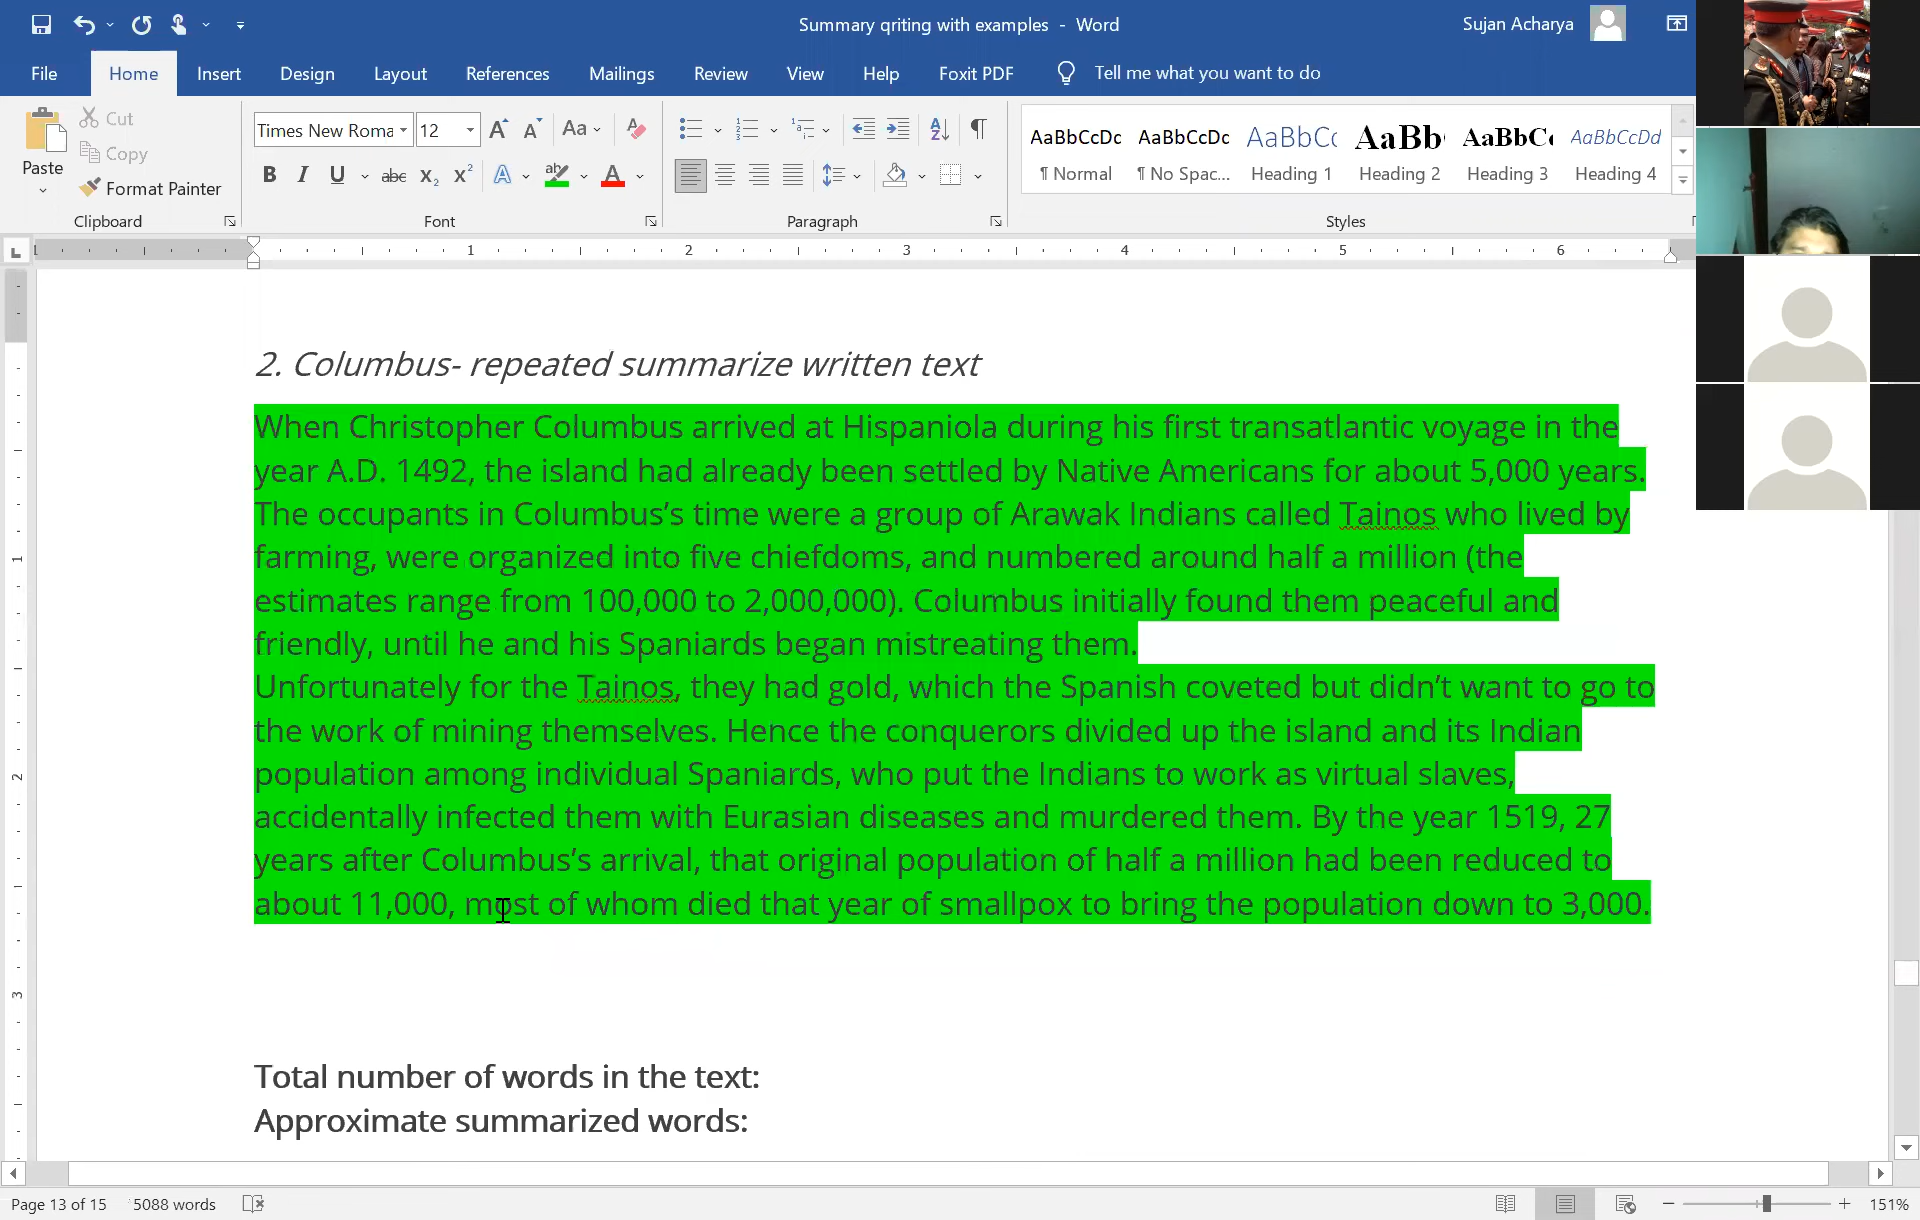 Summary qriting with examples - Word
Sujan Acharya
File Home Insert Design Layout References Mailings Review View Help Foxit PDF Tell me what you want to do
Paste
Cut
Copy
Format Painter
Clipboard
Times New Roma 12
Font
Paragraph
AaBbCcDc AaBbCcDc AaBbCc AaBb AaBbCc AaBbCcDd
¶ Normal ¶ No Spac... Heading 1 Heading 2 Heading 3 Heading 4
Styles
1 2 3 4 5 6
2. Columbus- repeated summarize written text
When Christopher Columbus arrived at Hispaniola during his first transatlantic voyage in the
year A.D. 1492, the island had already been settled by Native Americans for about 5,000 years.
The occupants in Columbus’s time were a group of Arawak Indians called Tainos who lived by
farming, were organized into five chiefdoms, and numbered around half a million (the
estimates range from 100,000 to 2,000,000). Columbus initially found them peaceful and
friendly, until he and his Spaniards began mistreating them.
Unfortunately for the Tainos, they had gold, which the Spanish coveted but didn’t want to go to
the work of mining themselves. Hence the conquerors divided up the island and its Indian
population among individual Spaniards, who put the Indians to work as virtual slaves,
accidentally infected them with Eurasian diseases and murdered them. By the year 1519, 27
years after Columbus’s arrival, that original population of half a million had been reduced to
about 11,000, most of whom died that year of smallpox to bring the population down to 3,000.
Total number of words in the text:
Approximate summarized words:
Page 13 of 15 5088 words
151%